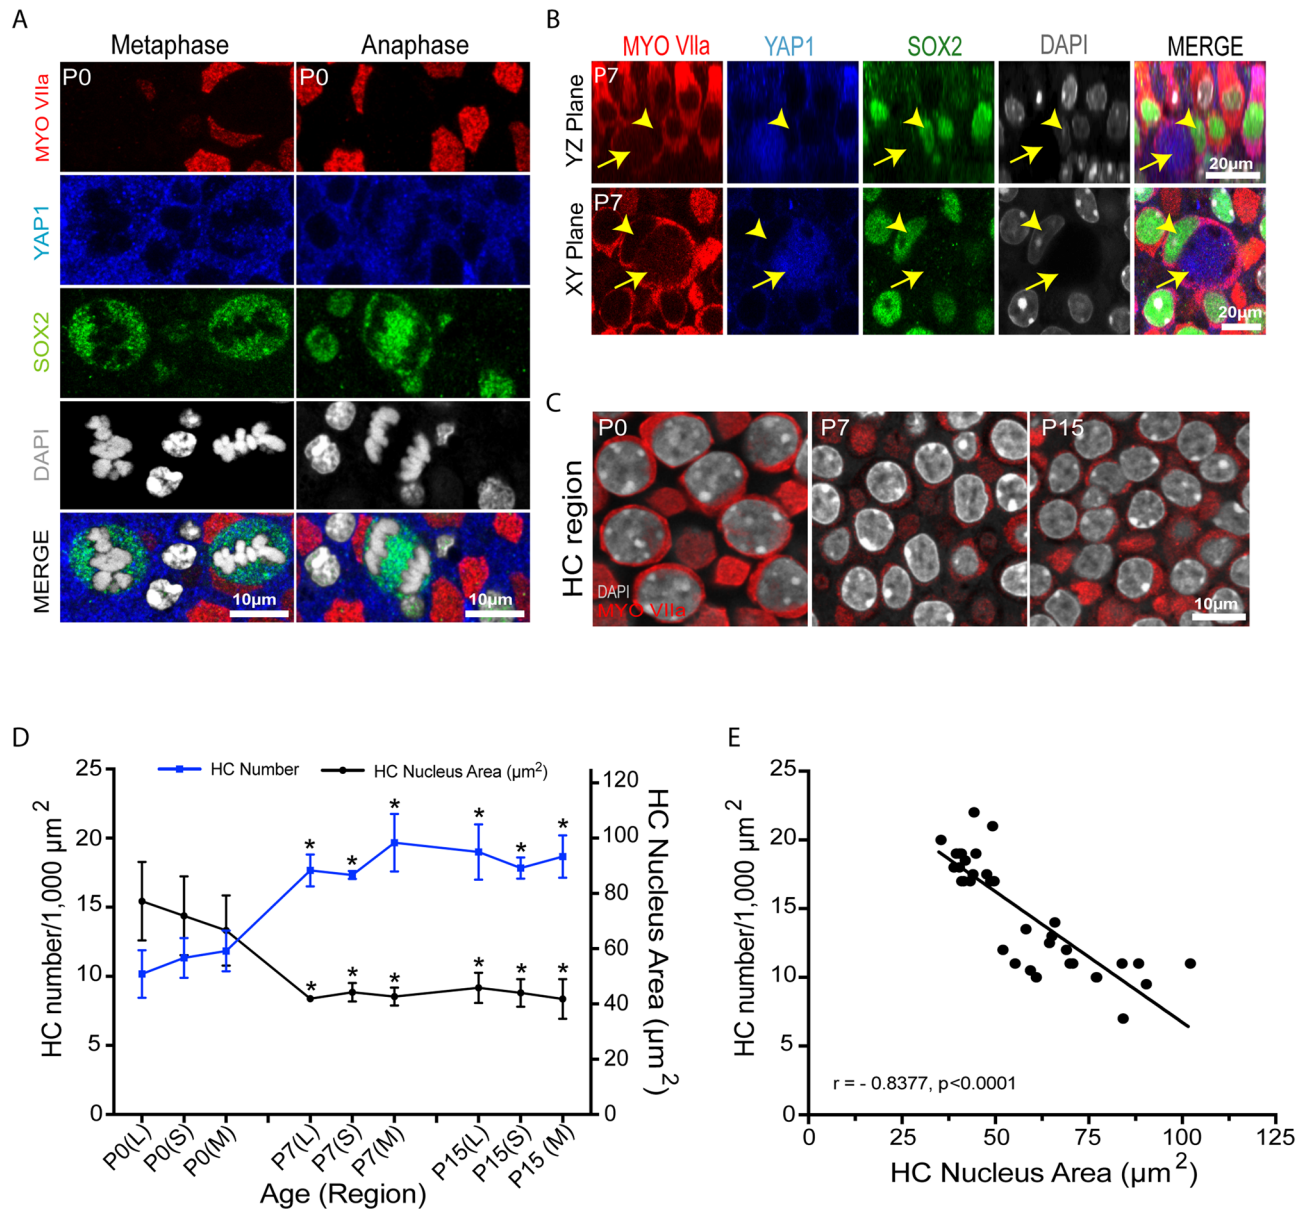 A
Metaphase
Anaphase
P0
P0
MYO VIIa
YAP1
SOX2
DAPI
MERGE
10µm
10µm
B
MYO VIIa
YAP1
SOX2
DAPI
MERGE
P7
YZ Plane
20µm
P7
XY Plane
20µm
C
P0
P7
P15
HC region
DAPI
MYO VIIa
10µm
D
HC Number
HC Nucleus Area (µm²)
HC number/1,000 µm²
25
20
15
10
5
0
120
100
80
60
40
20
0
HC Nucleus Area (µm²)
* * * * * *
* * * * * *
P0(L)
P0(S)
P0(M)
P7(L)
P7(S)
P7(M)
P15(L)
P15(S)
P15 (M)
Age (Region)
E
HC number/1,000 µm²
25
20
15
10
5
0
r = - 0.8377, p<0.0001
0 25 50 75 100 125
HC Nucleus Area (µm²)